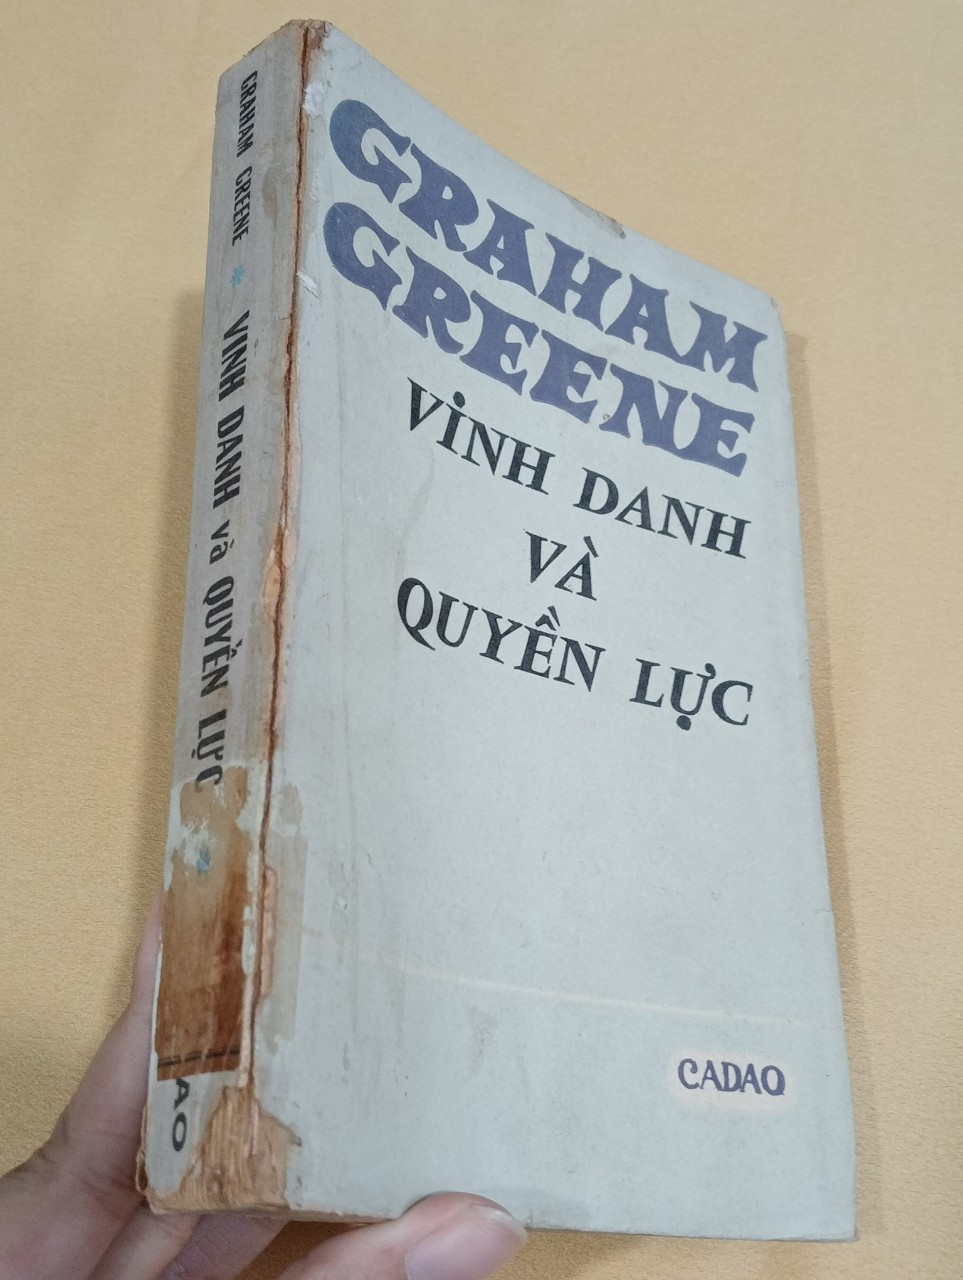 GRAHAM
GREENE
VINH DANH
VÀ
QUYỀN LỰC
CADAO
GRAHAM GREENE * VINH DANH và QUYỀN LỰC
AO